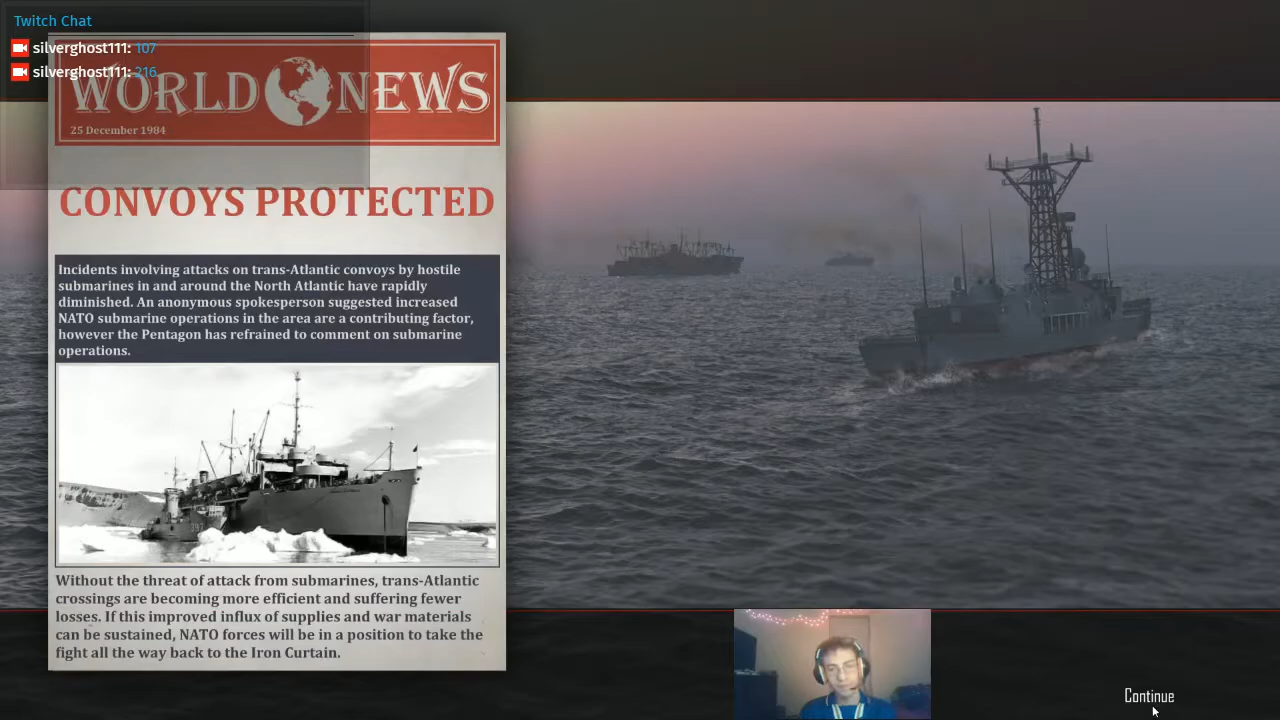 Twitch Chat
silverghost111: 107
silverghost111: 216
WORLD NEWS
25 December 1984
CONVOYS PROTECTED
Incidents involving attacks on trans-Atlantic convoys by hostile
submarines in and around the North Atlantic have rapidly
diminished. An anonymous spokesperson suggested increased
NATO submarine operations in the area are a contributing factor,
however the Pentagon has refrained to comment on submarine
operations.
Without the threat of attack from submarines, trans-Atlantic
crossings are becoming more efficient and suffering fewer
losses. If this improved influx of supplies and war materials
can be sustained, NATO forces will be in a position to take the
fight all the way back to the Iron Curtain.
Continue